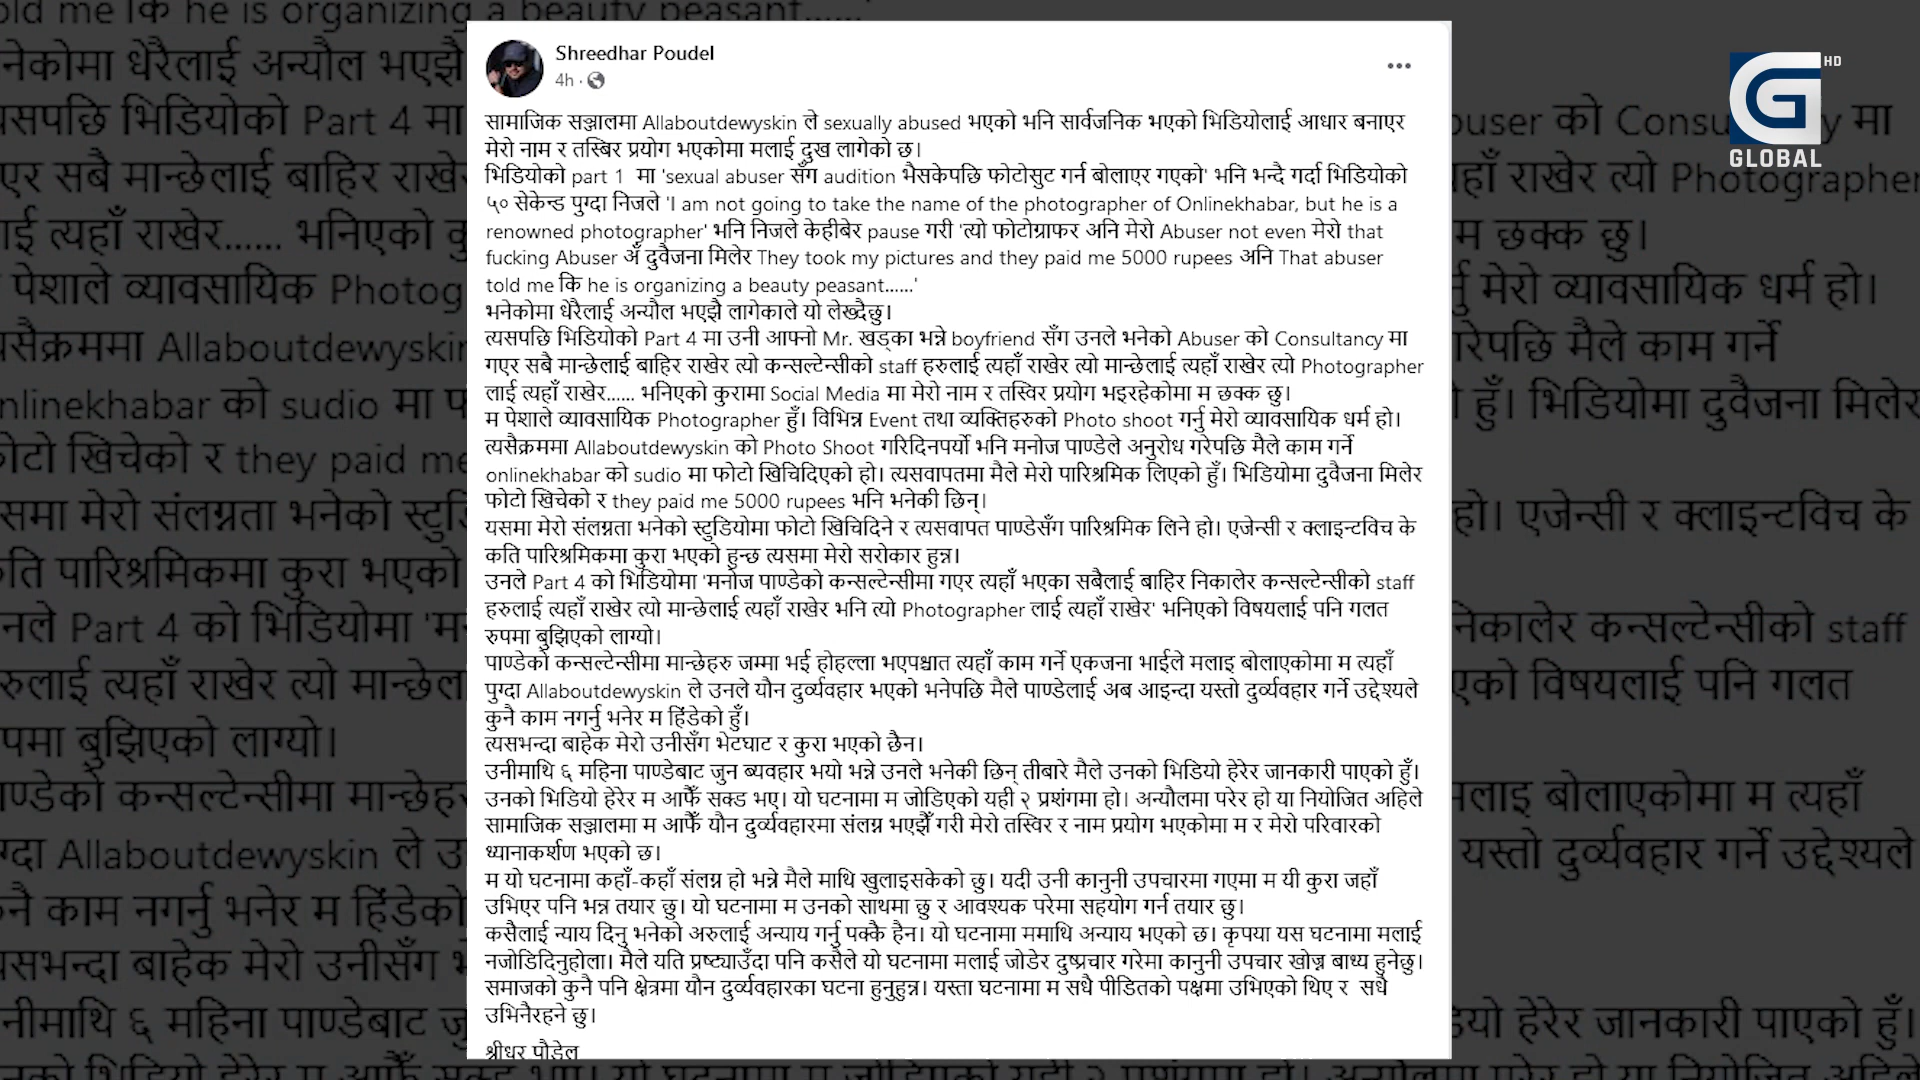 Shreedhar Poudel
4h
HD
GLOBAL
सामाजिक सञ्जालमा Allaboutdewyskin ले sexually abused भएको भनि सार्वजनिक भएको भिडियोलाई आधार बनाएर
मेरो नाम र तस्बिर प्रयोग भएकोमा मलाई दुख लागेको छ।
भिडियोको part 1 मा 'sexual abuser सँग audition भैसकेपछि फोटोसुट गर्न बोलाएर गएको' भनि भन्दै गर्दा भिडियोको
५० सेकेन्ड पुग्दा निजले 'I am not going to take the name of the photographer of Onlinekhabar, but he is a
renowned photographer' भनि निजले केहीबेर pause गरी 'त्यो फोटोग्राफर अनि मेरो Abuser not even मेरो that
fucking Abuser अँ दुवैजना मिलेर They took my pictures and they paid me 5000 rupees अनि That abuser
told me कि he is organizing a beauty peasant......'
भनेकोमा धेरैलाई अन्यौल भएझै लागेकाले यो लेख्दैछु।
त्यसपछि भिडियोको Part 4 मा उनी आफ्नो Mr. खड्का भन्ने boyfriend सँग उनले भनेको Abuser को Consultancy मा
गएर सबै मान्छेलाई बाहिर राखेर त्यो कन्सल्टेन्सीको staff हरुलाई त्यहाँ राखेर त्यो मान्छेलाई त्यहाँ राखेर त्यो Photographer
लाई त्यहाँ राखेर...... भनिएको कुरामा Social Media मा मेरो नाम र तस्विर प्रयोग भइरहेकोमा म छक्क छु।
म पेशाले व्यावसायिक Photographer हुँ। विभिन्न Event तथा व्यक्तिहरुको Photo shoot गर्नु मेरो व्यावसायिक धर्म हो।
त्यसैक्रममा Allaboutdewyskin को Photo Shoot गरिदिनपर्यो भनि मनोज पाण्डेले अनुरोध गरेपछि मैले काम गर्ने
onlinekhabar को sudio मा फोटो खिचिदिएको हो। त्यसवापतमा मैले मेरो पारिश्रमिक लिएको हुँ। भिडियोमा दुवैजना मिलेर
फोटो खिचेको र they paid me 5000 rupees भनि भनेकी छिन्।
यसमा मेरो संलग्नता भनेको स्टुडियोमा फोटो खिचिदिने र त्यसवापत पाण्डेसँग पारिश्रमिक लिने हो। एजेन्सी र क्लाइन्टविच के
कति पारिश्रमिकमा कुरा भएको हुन्छ त्यसमा मेरो सरोकार हुन्न।
उनले Part 4 को भिडियोमा 'मनोज पाण्डेको कन्सल्टेन्सीमा गएर त्यहाँ भएका सबैलाई बाहिर निकालेर कन्सल्टेन्सीको staff
हरुलाई त्यहाँ राखेर त्यो मान्छेलाई त्यहाँ राखेर भनि त्यो Photographer लाई त्यहाँ राखेर' भनिएको विषयलाई पनि गलत
रुपमा बुझिएको लाग्यो।
पाण्डेको कन्सल्टेन्सीमा मान्छेहरु जम्मा भई होहल्ला भएपश्चात त्यहाँ काम गर्ने एकजना भाईले मलाइ बोलाएकोमा म त्यहाँ
पुग्दा Allaboutdewyskin ले उनले यौन दुर्व्यवहार भएको भनेपछि मैले पाण्डेलाई अब आइन्दा यस्तो दुर्व्यवहार गर्ने उद्देश्यले
कुनै काम नगर्नु भनेर म हिंडेको हुँ।
त्यसभन्दा बाहेक मेरो उनीसँग भेटघाट र कुरा भएको छैन।
उनीमाथि ६ महिना पाण्डेबाट जुन ब्यवहार भयो भन्ने उनले भनेकी छिन् तीबारे मैले उनको भिडियो हेरेर जानकारी पाएको हुँ।
उनको भिडियो हेरेर म आफैँ सक्ड भए। यो घटनामा म जोडिएको यही २ प्रशंगमा हो। अन्यौलमा परेर हो या नियोजित अहिले
सामाजिक सञ्जालमा म आफैँ यौन दुर्व्यवहारमा संलग्न भएझैँ गरी मेरो तस्विर र नाम प्रयोग भएकोमा म र मेरो परिवारको
ध्यानाकर्शण भएको छ।
म यो घटनामा कहाँ-कहाँ संलग्न हो भन्ने मैले माथि खुलाइसकेको छु। यदी उनी कानुनी उपचारमा गएमा म यी कुरा जहाँ
उभिएर पनि भन्न तयार छु। यो घटनामा म उनको साथमा छु र आवश्यक परेमा सहयोग गर्न तयार छु।
कसैलाई न्याय दिनु भनेको अरुलाई अन्याय गर्नु पक्कै हैन। यो घटनामा ममाथि अन्याय भएको छ। कृपया यस घटनामा मलाई
नजोडिदिनुहोला। मैले यति प्रष्ट्याउँदा पनि कसैले यो घटनामा मलाई जोडेर दुष्प्रचार गरेमा कानुनी उपचार खोज्न बाध्य हुनेछु।
समाजको कुनै पनि क्षेत्रमा यौन दुर्व्यवहारका घटना हुनुहुन्न। यस्ता घटनामा म सधै पीडितको पक्षमा उभिएको थिए र सधै
उभिनैरहने छु।
श्रीधर पौडेल